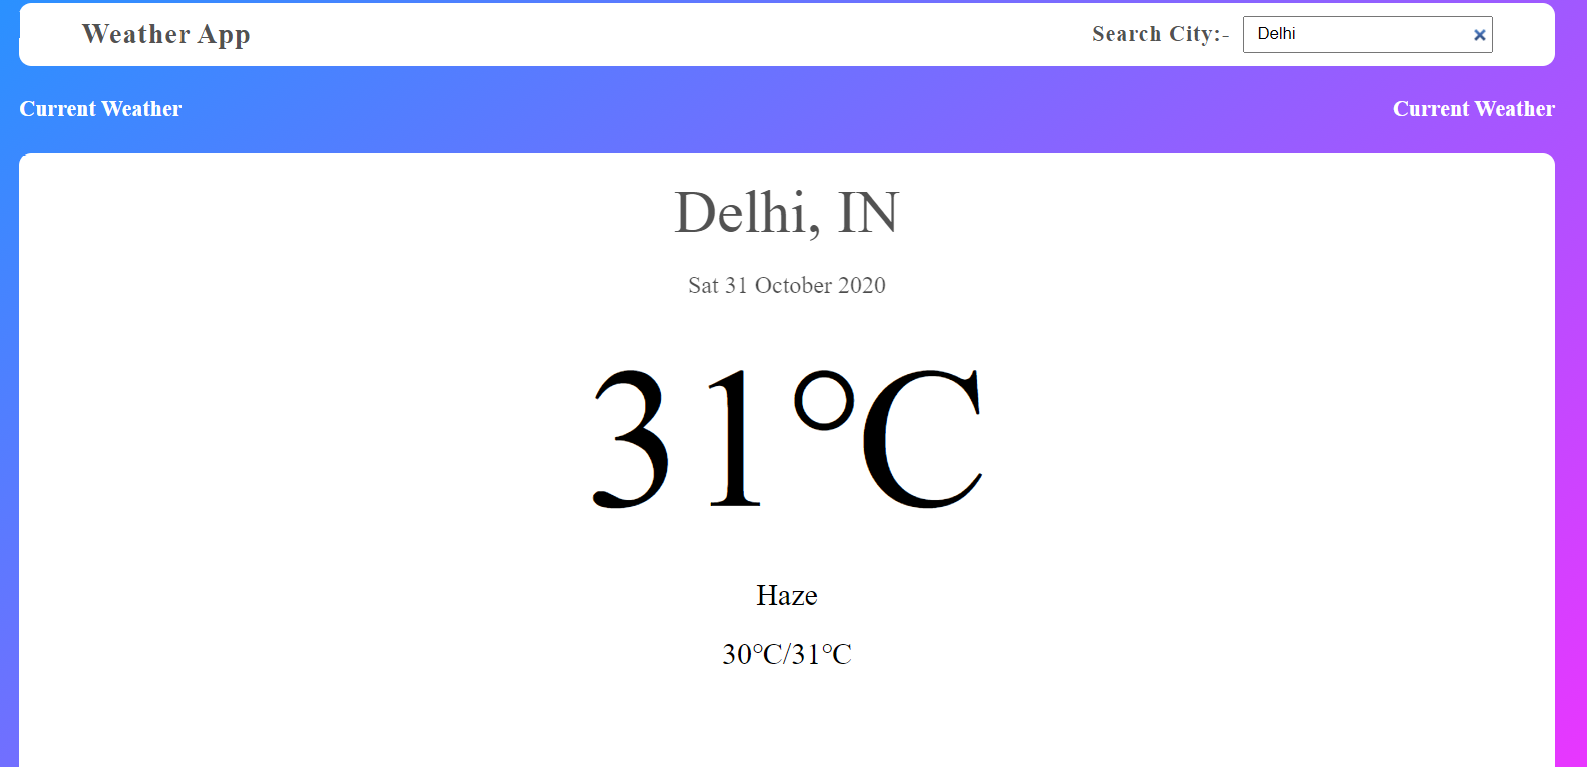 Weather App
Search City:- Delhi
Current Weather
Current Weather
Delhi, IN
Sat 31 October 2020
31°C
Haze
30°C/31°C